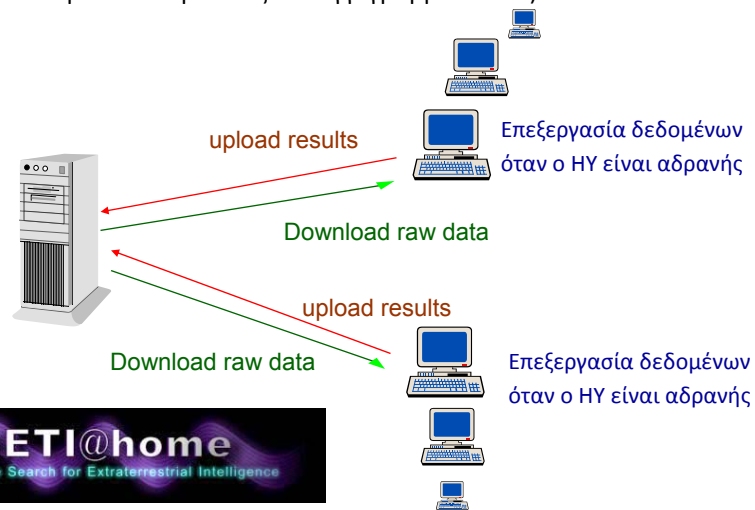 upload results
Επεξεργασία δεδομένων
όταν ο ΗΥ είναι αδρανής
Download raw data
upload results
Download raw data
Επεξεργασία δεδομένων
όταν ο ΗΥ είναι αδρανής
ETI@home
Search for Extraterrestrial Intelligence